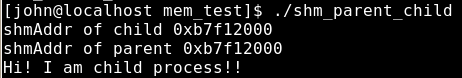 [john@localhost mem_test]$ ./shm_parent_child
shmAddr of child 0xb7f12000
shmAddr of parent 0xb7f12000
Hi! I am child process!!